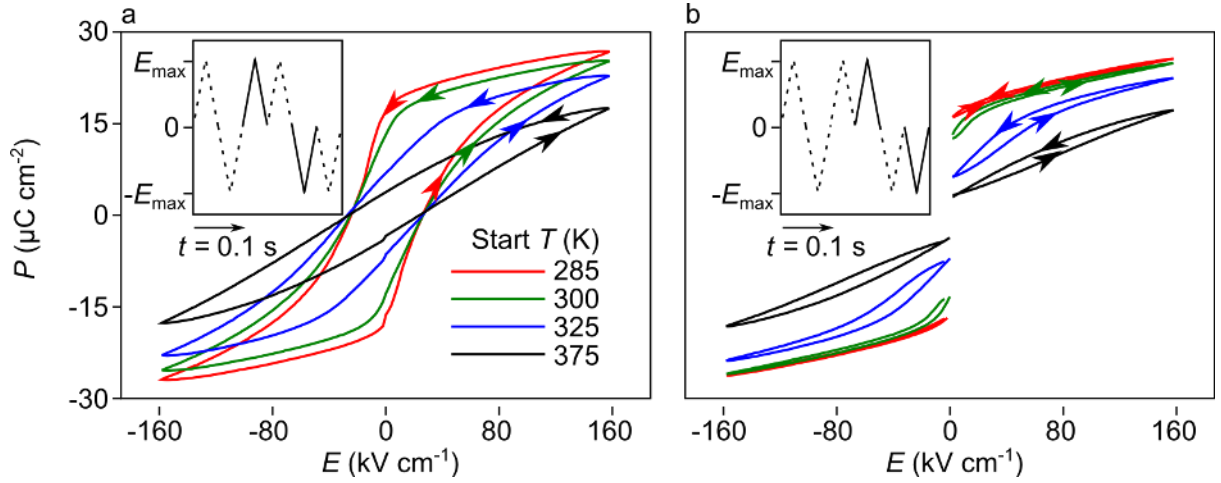 a
b
30
15
0
-15
-30
P (μC cm⁻²)
Emax
0
-Emax
t = 0.1 s
Start T (K)
285
300
325
375
-160
-80
0
80
160
E (kV cm⁻¹)
Emax
0
-Emax
t = 0.1 s
-160
-80
0
80
160
E (kV cm⁻¹)